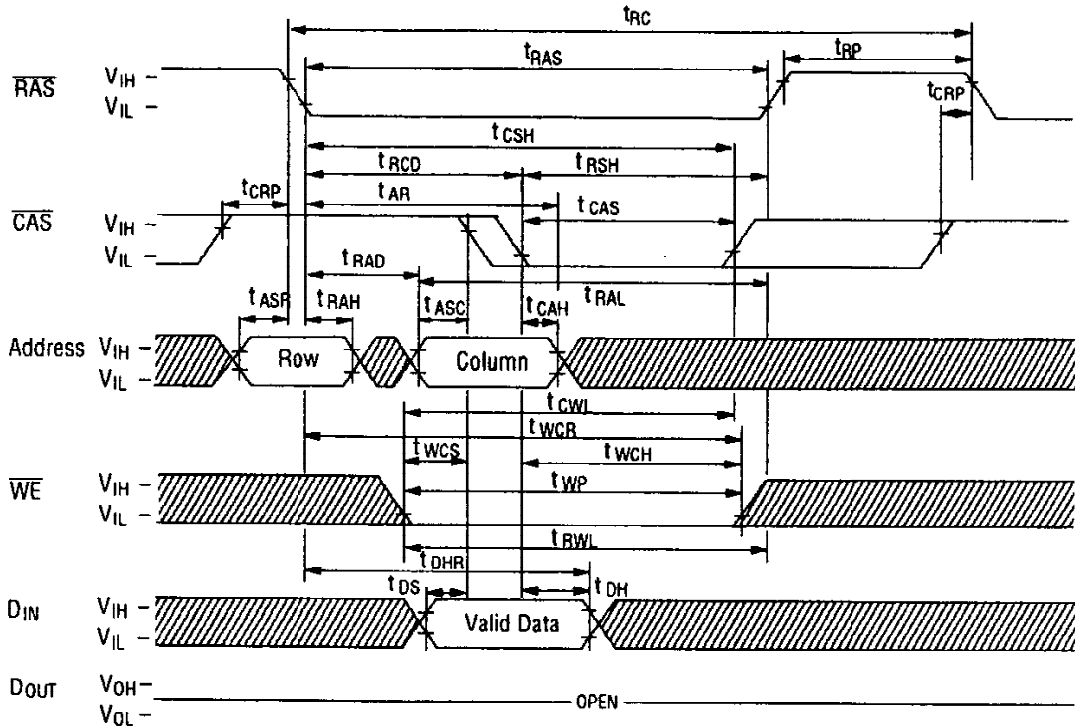 tRC
tRAS
tRP
RAS
VIH
VIL
tCRP
tCSH
tRCD
tRSH
tCRP
tAR
CAS
VIH
VIL
tCAS
tRAD
tRAL
tASR
tRAH
tASC
tCAH
Address
VIH
VIL
Row
Column
tCWL
tWCR
tWCS
tWCH
WE
VIH
VIL
tWP
tRWL
tDHR
tDS
tDH
DIN
VIH
VIL
Valid Data
DOUT
VOH
VOL
OPEN